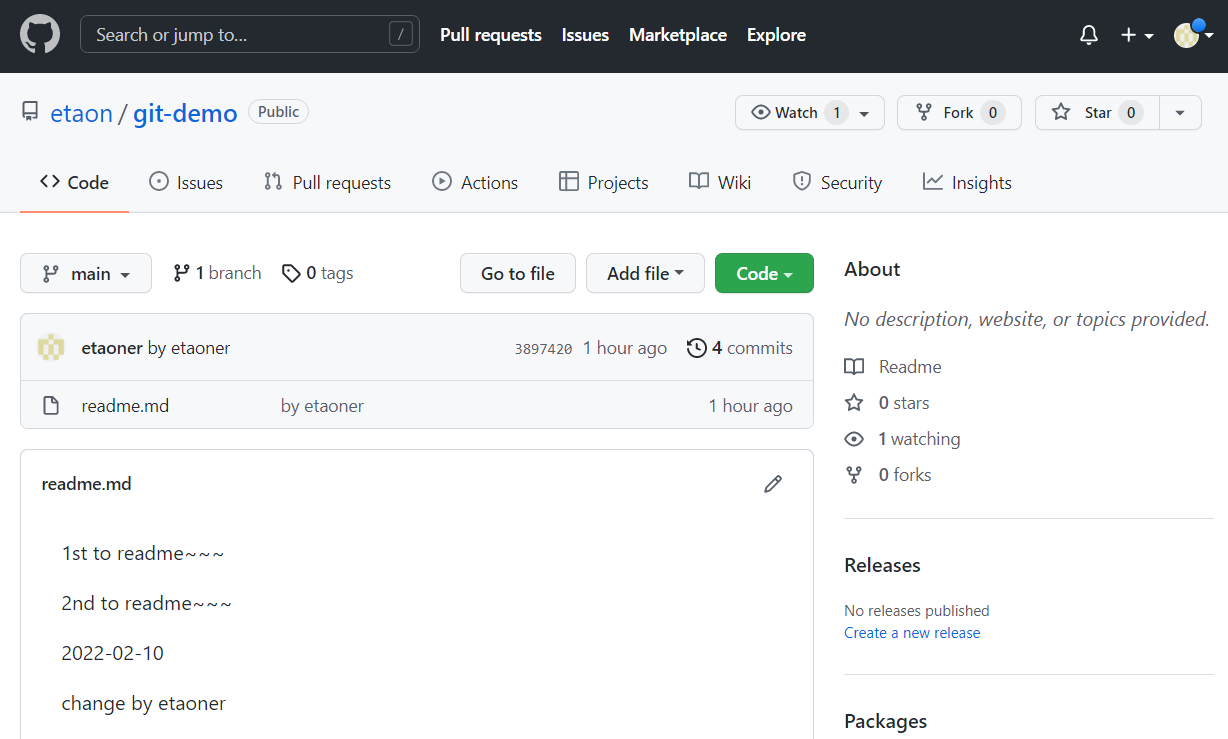 Search or jump to... /
Pull requests Issues Marketplace Explore
etaon / git-demo Public
Watch 1
Fork 0
Star 0
Code Issues Pull requests Actions Projects Wiki Security Insights
main 1 branch 0 tags
Go to file Add file Code
etaoner by etaoner 3897420 1 hour ago 4 commits
readme.md by etaoner 1 hour ago
readme.md
1st to readme~~~
2nd to readme~~~
2022-02-10
change by etaoner
About
No description, website, or topics provided.
Readme
0 stars
1 watching
0 forks
Releases
No releases published
Create a new release
Packages